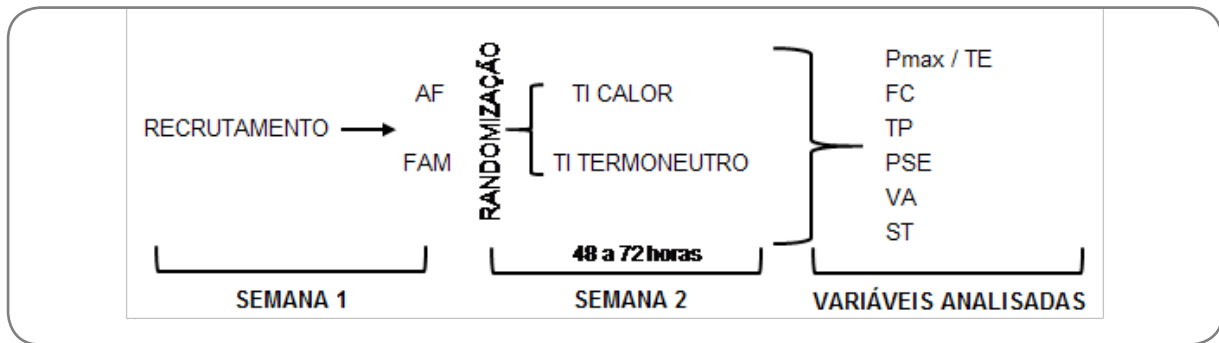 RECRUTAMENTO
AF
FAM
RANDOMIZAÇÃO
TI CALOR
TI TERMONEUTRO
48 a 72 horas
Pmax / TE
FC
TP
PSE
VA
ST
SEMANA 1
SEMANA 2
VARIÁVEIS ANALISADAS